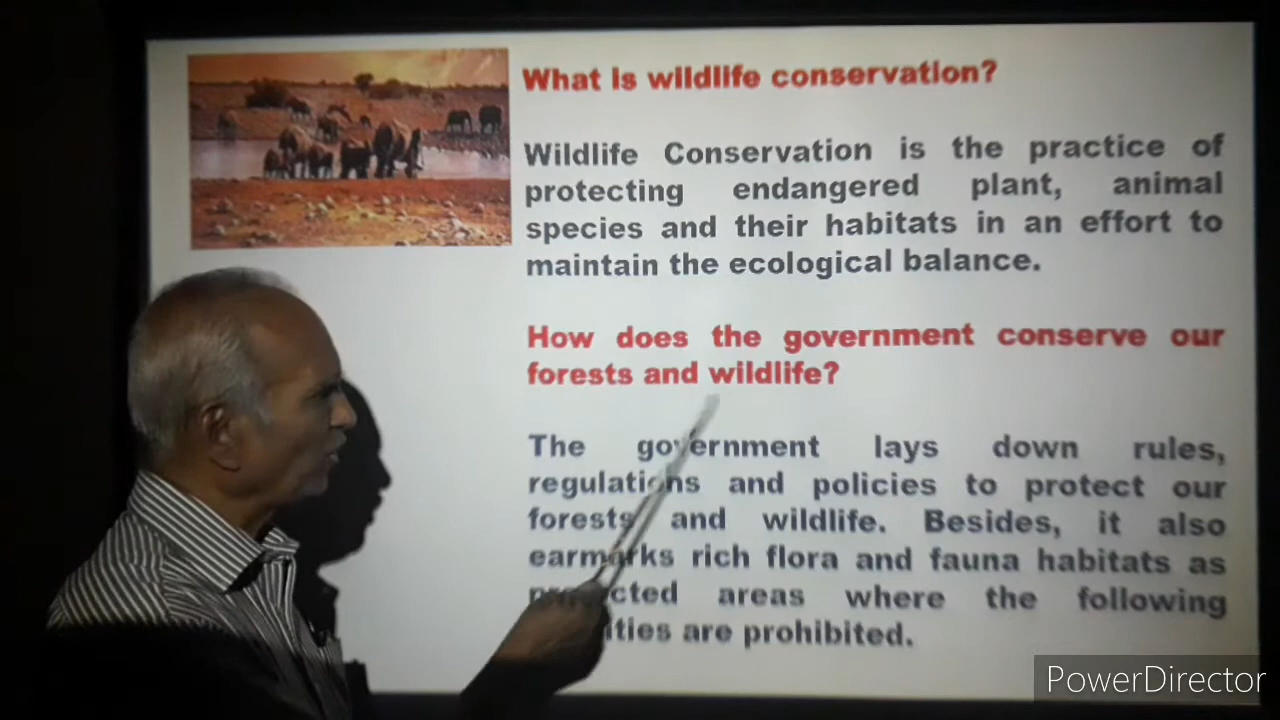 What is wildlife conservation?
Wildlife Conservation is the practice of
protecting endangered plant, animal
species and their habitats in an effort to
maintain the ecological balance.
How does the government conserve our
forests and wildlife?
The government lays down rules,
regulations and policies to protect our
forests and wildlife. Besides, it also
earmarks rich flora and fauna habitats as
areas where the following
are prohibited.
PowerDirector